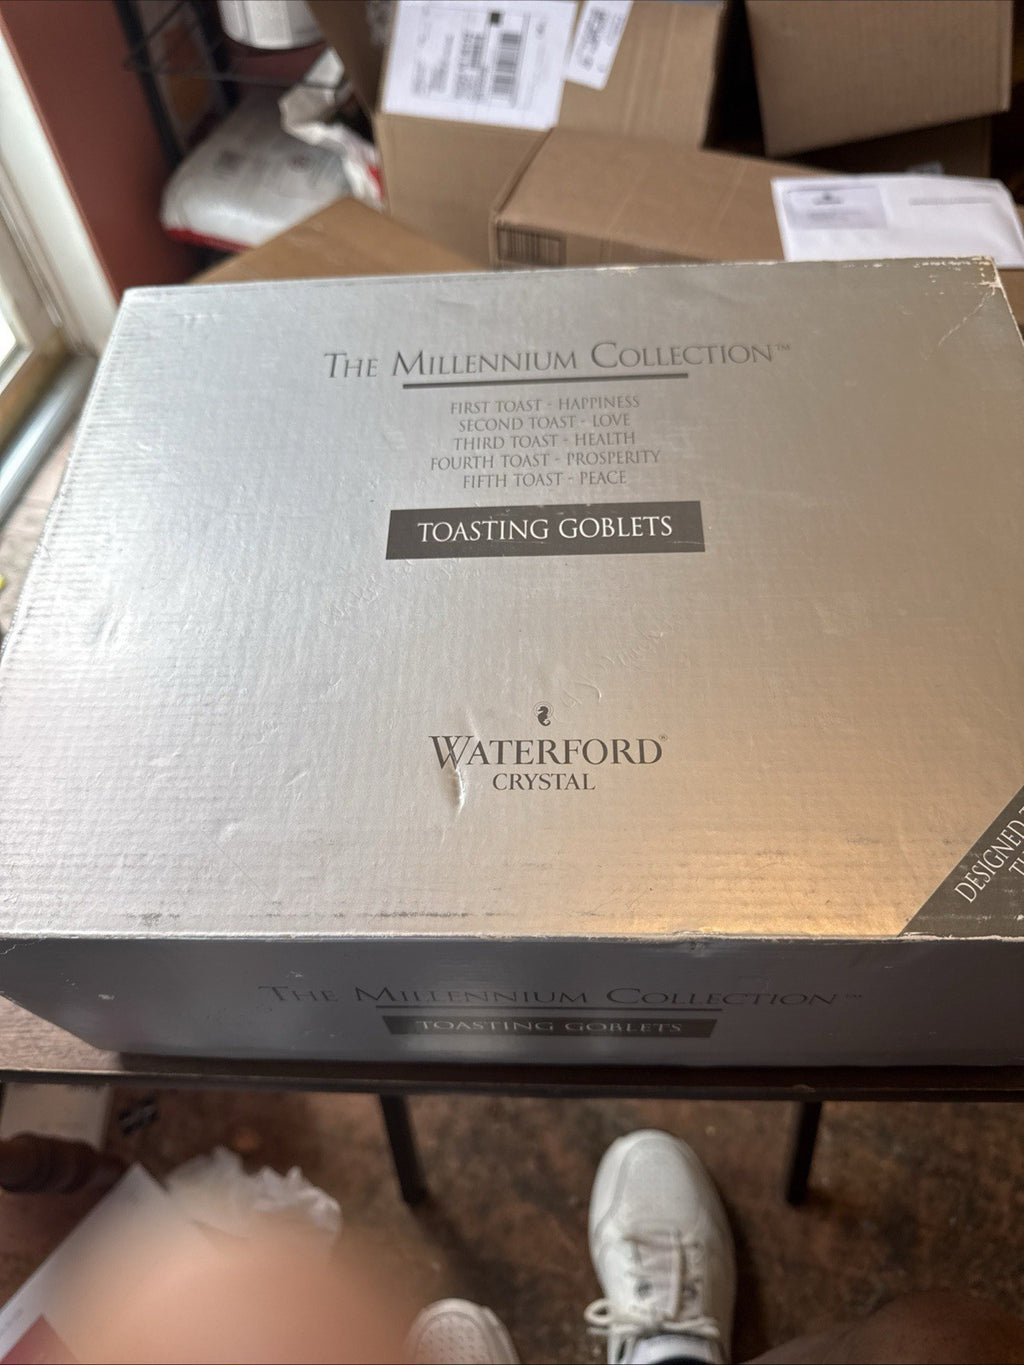 THE MILLENNIUM COLLECTION™
FIRST TOAST - HAPPINESS
SECOND TOAST - LOVE
THIRD TOAST - HEALTH
FOURTH TOAST - PROSPERITY
FIFTH TOAST - PEACE
TOASTING GOBLETS
WATERFORD®
CRYSTAL
DESIGNED
THE MILLENNIUM COLLECTION™
TOASTING GOBLETS